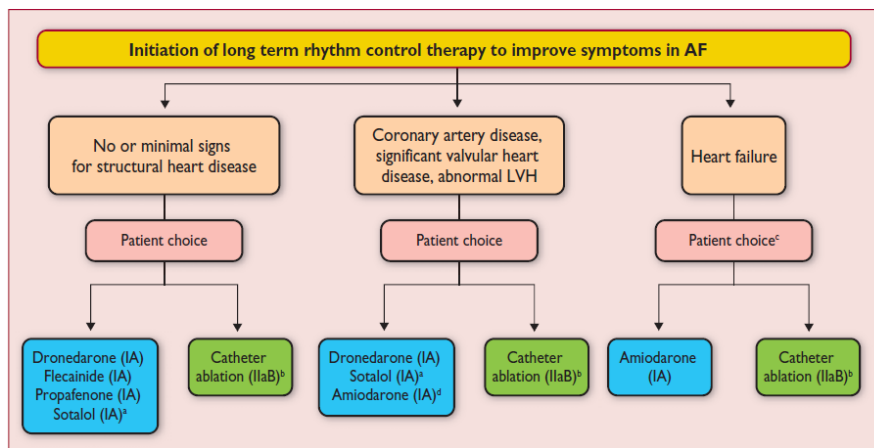 Initiation of long term rhythm control therapy to improve symptoms in AF
No or minimal signs
for structural heart disease
Coronary artery disease,
significant valvular heart
disease, abnormal LVH
Heart failure
Patient choice
Patient choice
Patient choiceᶜ
Dronedarone (IA)
Flecainide (IA)
Propafenone (IA)
Sotalol (IA)ᵃ
Catheter
ablation (IIaB)ᵇ
Dronedarone (IA)
Sotalol (IA)ᵃ
Amiodarone (IA)ᵈ
Catheter
ablation (IIaB)ᵇ
Amiodarone
(IA)
Catheter
ablation (IIaB)ᵇ